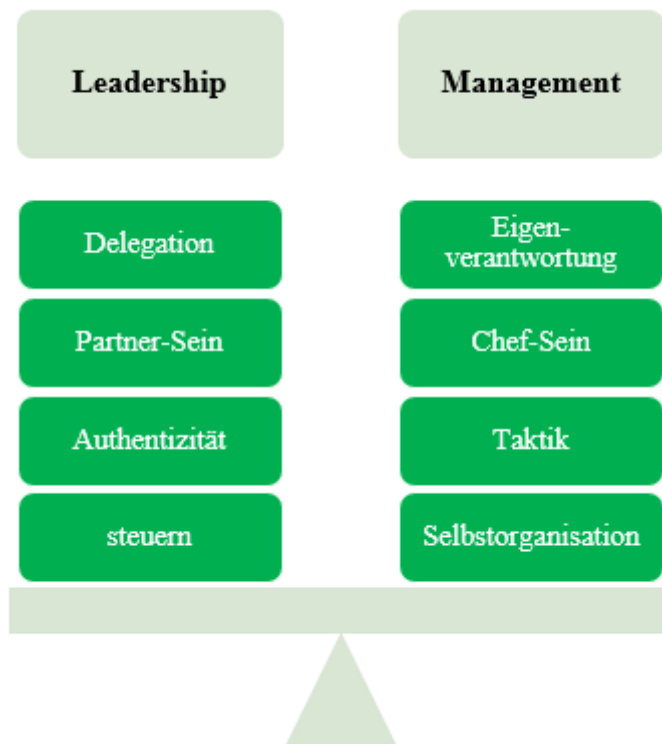 Leadership
Management
Delegation
Eigen-
verantwortung
Partner-Sein
Chef-Sein
Authentizität
Taktik
steuern
Selbstorganisation